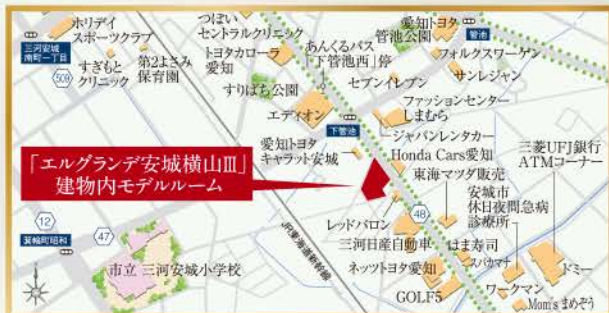 ホリデイ
スポーツクラブ
三河安城
南町一丁目
509
すぎもと
クリニック
第2よさみ
保育園
つぼい
セントラルクリニック
トヨタカローラ
愛知
すりばち公園
エディオン
あんくるバス
「下管池西」停
愛知トヨタ
管池公園
管池
フォルクスワーゲン
セブンイレブン
サンレジャン
ファッションセンター
しまむら
下管池
ジャパンレンタカー
愛知トヨタ
キャラット安城
Honda Cars愛知
東海マツダ販売
三菱UFJ銀行
ATMコーナー
安城市
休日夜間急病
診療所
「エルグランデ安城横山Ⅲ」
建物内モデルルーム
レッドバロン
48
三河日産自動車
はま寿司
スパカマナ
ネッツトヨタ愛知
GOLF5
ドミー
ワークマン
Mom's まめぞう
12
箕輪町昭和
47
市立 三河安城小学校
JR東海道新幹線